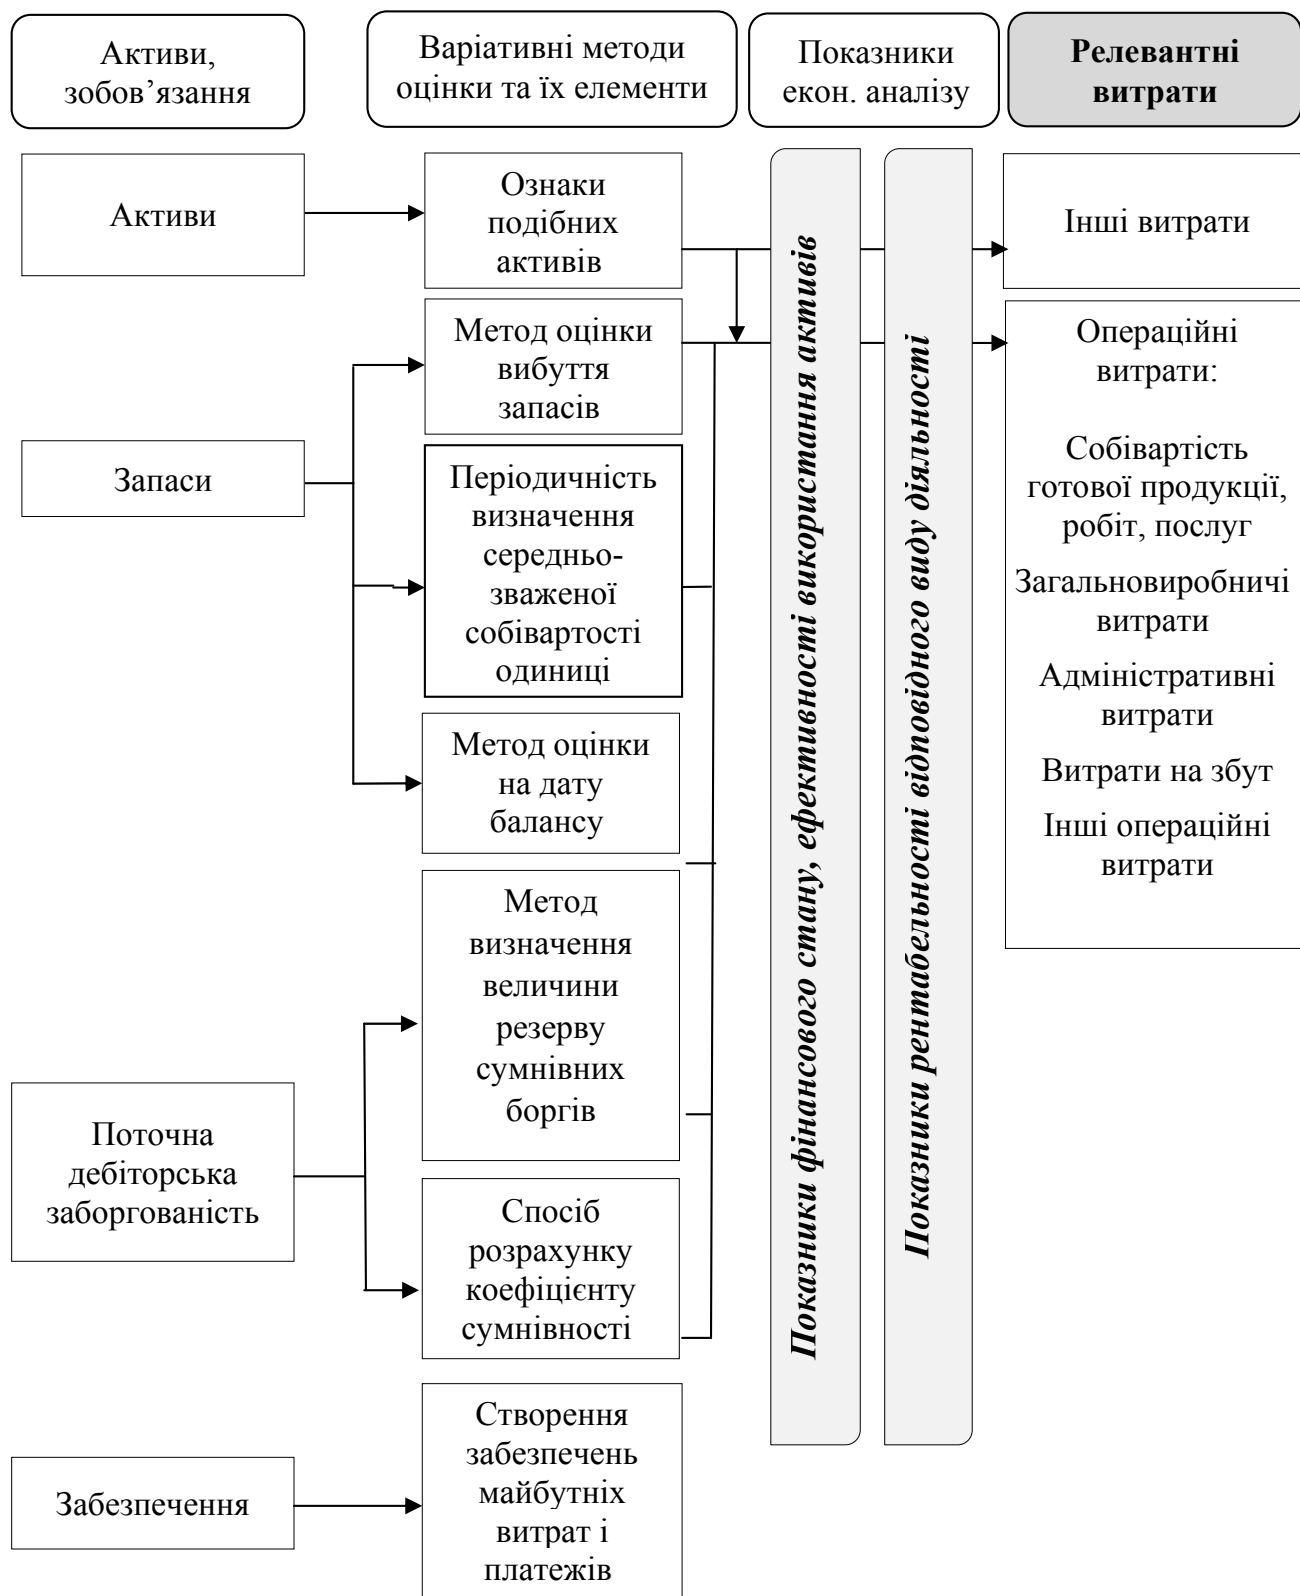 Активи,
зобов’язання
Варіативні методи
оцінки та їх елементи
Показники
екон. аналізу
Релевантні
витрати
Активи
Ознаки
подібних
активів
Інші витрати
Запаси
Метод оцінки
вибуття
запасів
Періодичність
визначення
середньо-
зваженої
собівартості
одиниці
Метод оцінки
на дату
балансу
Поточна
дебіторська
заборгованість
Метод
визначення
величини
резерву
сумнівних
боргів
Спосіб
розрахунку
коефіцієнту
сумнівності
Забезпечення
Створення
забезпечень
майбутніх
витрат і
платежів
Показники фінансового стану, ефективності використання активів
Показники рентабельності відповідного виду діяльності
Операційні
витрати:
Собівартість
готової продукції,
робіт, послуг
Загальновиробничі
витрати
Адміністративні
витрати
Витрати на збут
Інші операційні
витрати